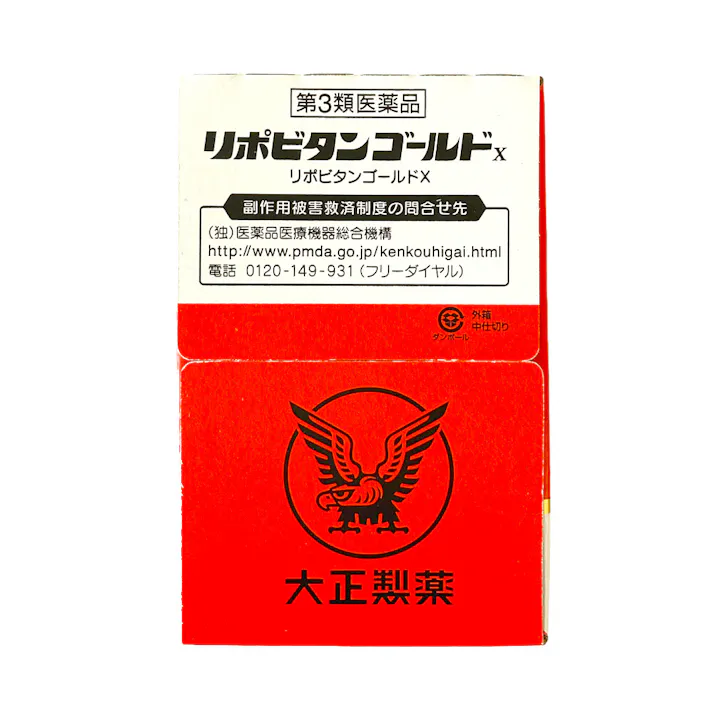 第3類医薬品
リポビタンゴールドX
リポビタンゴールドX
副作用被害救済制度の問合せ先
(独)医薬品医療機器総合機構
http://www.pmda.go.jp/kenkouhigai.html
電話 0120-149-931(フリーダイヤル)
外箱
中仕切り
ダンボール
大正製薬